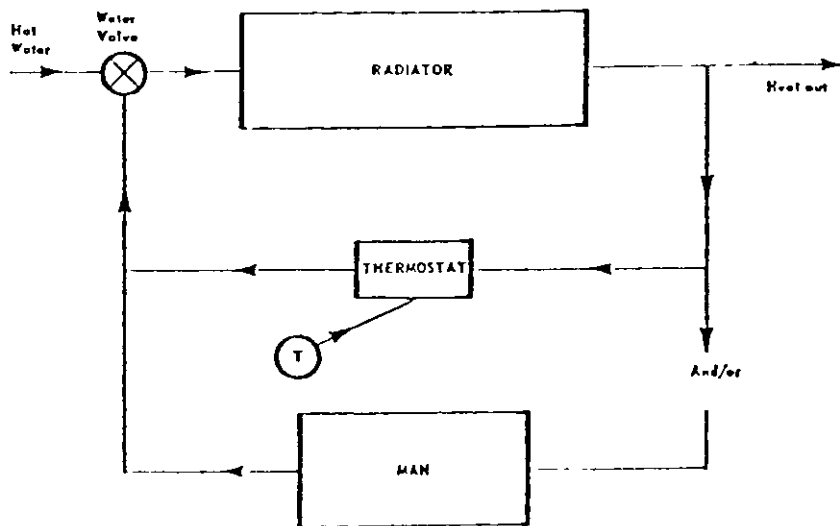 Hot
Water
Water
Valve
RADIATOR
Heat out
THERMOSTAT
T
And/or
MAN